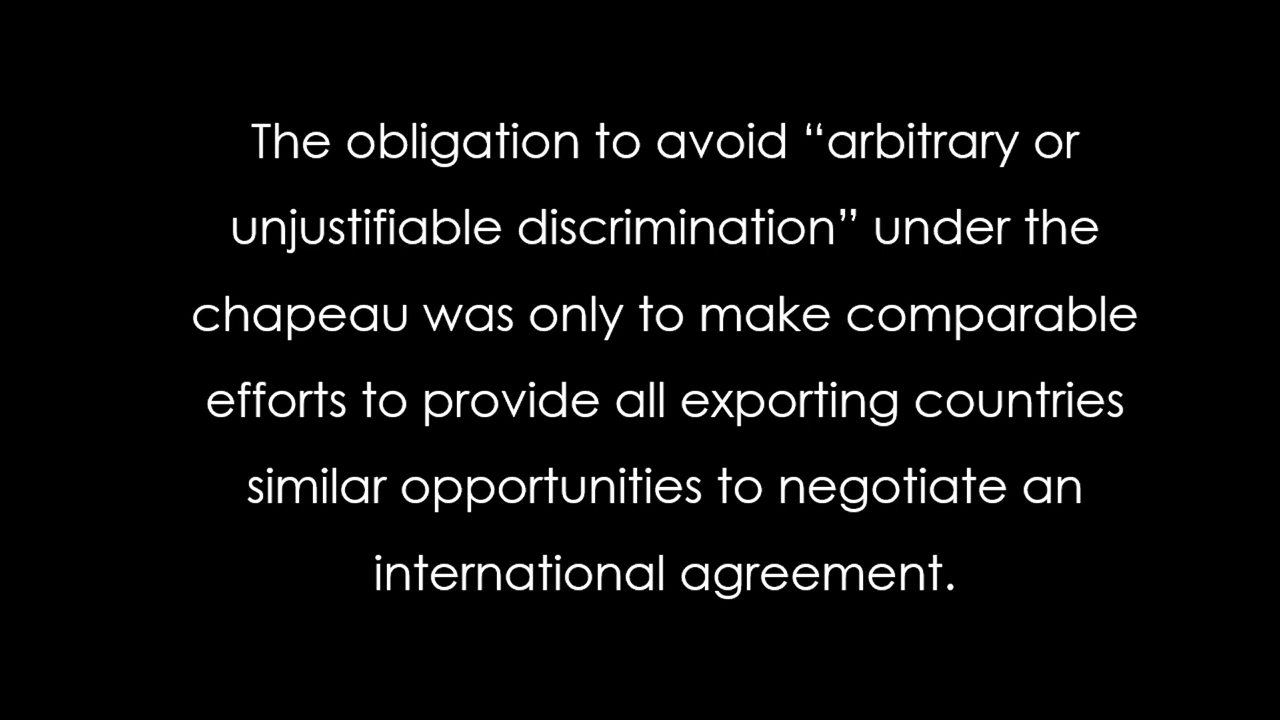 The obligation to avoid “arbitrary or
unjustifiable discrimination” under the
chapeau was only to make comparable
efforts to provide all exporting countries
similar opportunities to negotiate an
international agreement.